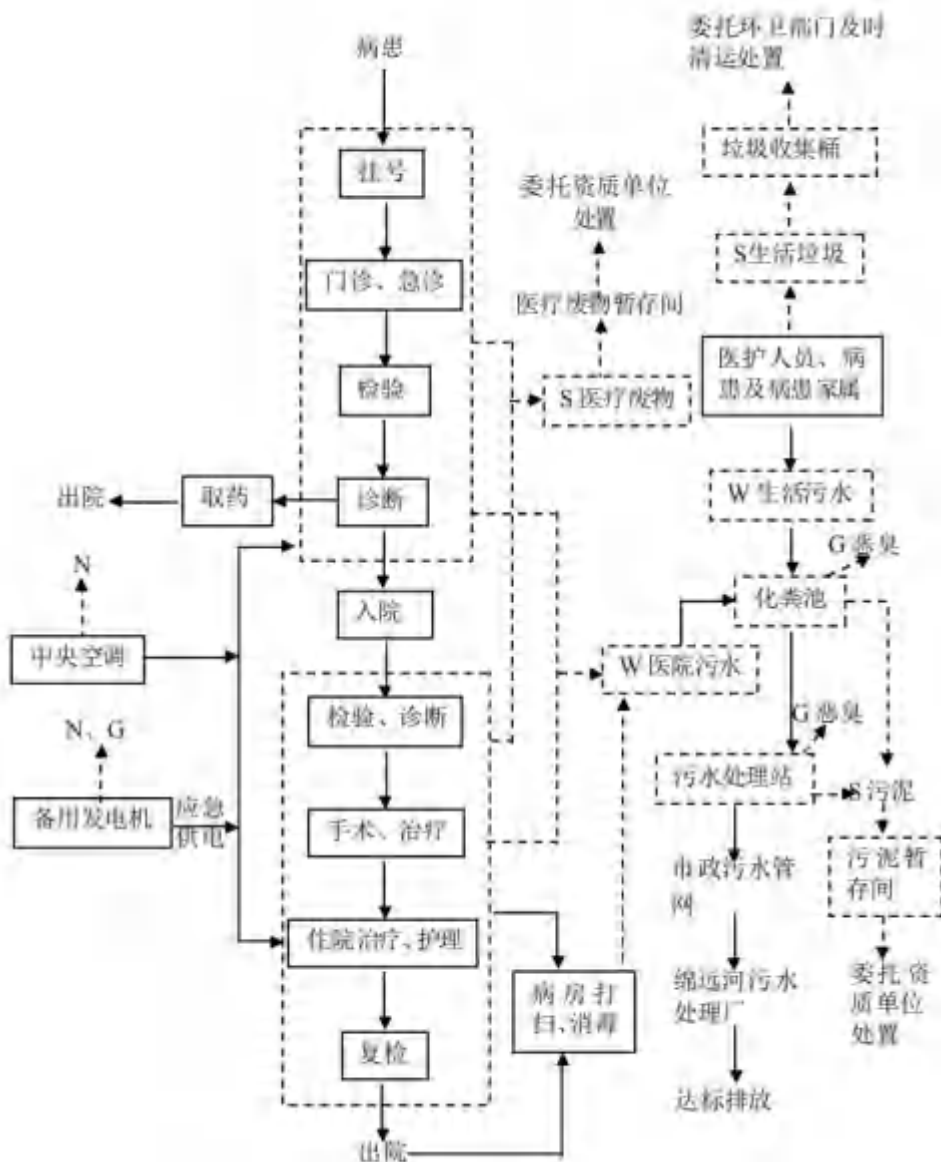 病患
挂号
门诊、急诊
检验
诊断
取药
出院
入院
N
中央空调
N、G
备用发电机
应急
供电
检验、诊断
手术、治疗
住院治疗、护理
复检
出院
病房打
扫、消毒
委托资质单位
处置
医疗废物暂存间
S医疗废物
W医院污水
委托环卫部门及时
清运处置
垃圾收集桶
S生活垃圾
医护人员、病
患及病患家属
W生活污水
G恶臭
化粪池
G恶臭
污水处理站
S污泥
污泥暂
存间
委托资
质单位
处置
市政污水管
网
绵远河污水
处理厂
达标排放